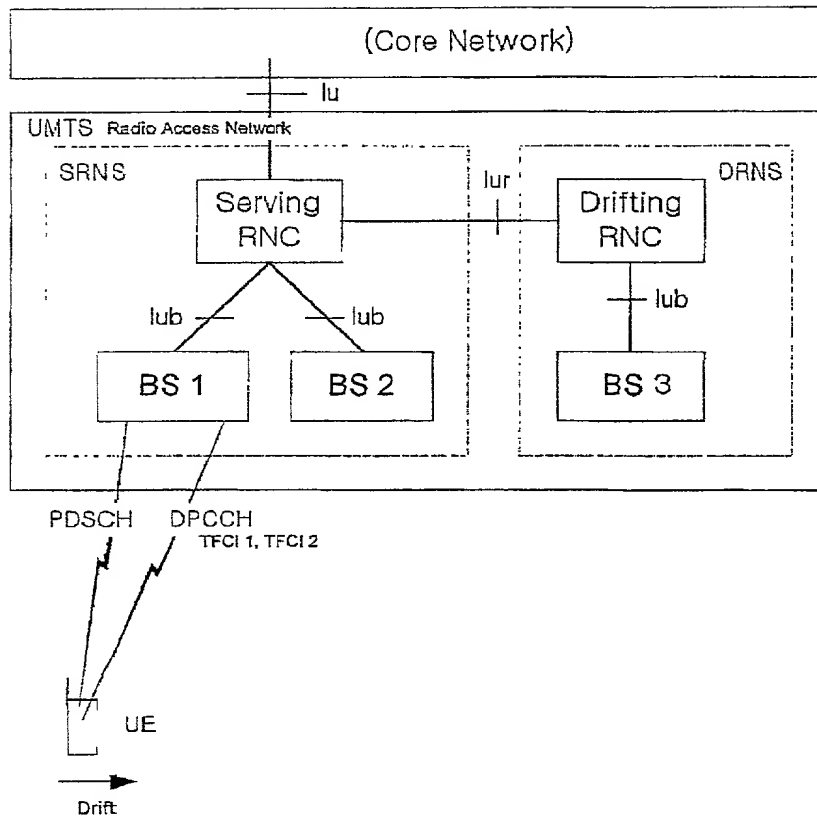 (Core Network)
Iu
UMTS Radio Access Network
SRNS
DRNS
Serving
RNC
Iur
Drifting
RNC
Iub
Iub
Iub
BS 1
BS 2
BS 3
PDSCH
DPCCH
TFCI 1, TFCI 2
UE
Drift